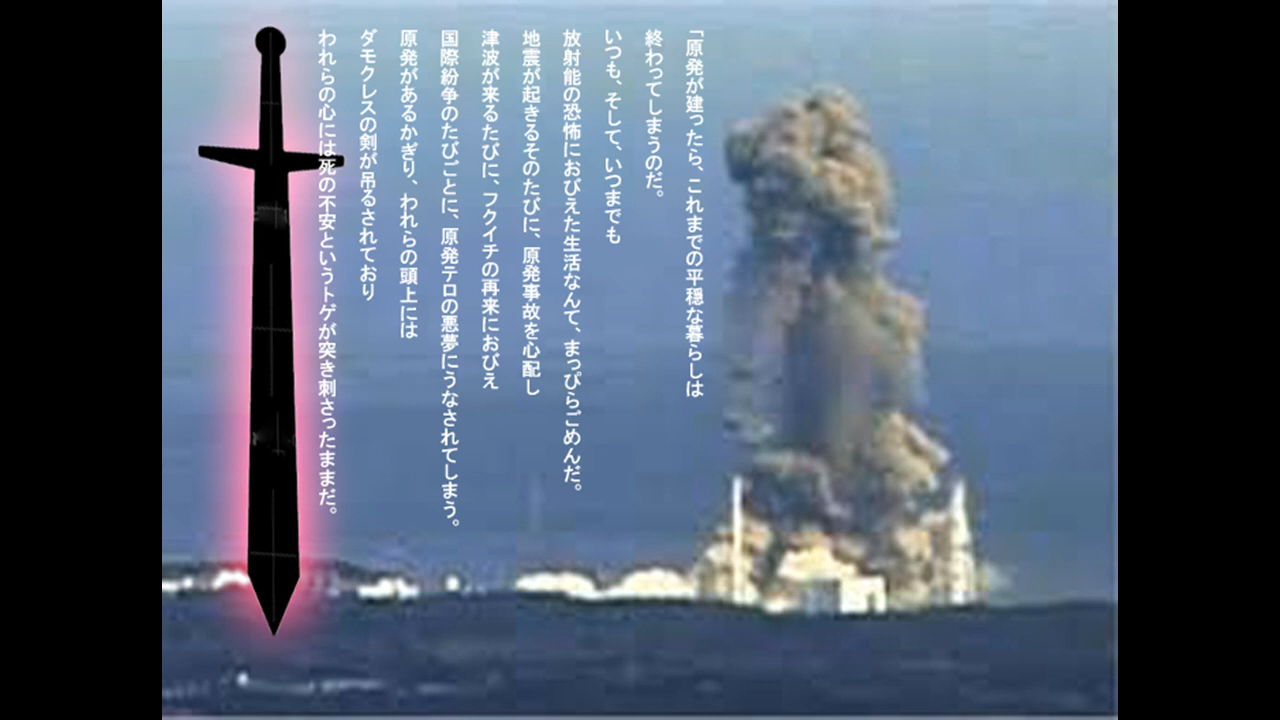 「原発が建ったら、これまでの平穏な暮らしは
終わってしまうのだ。
いつも、そして、いつまでも
放射能の恐怖におびえた生活なんて、まっぴらごめんだ。
地震が起きるそのたびに、原発事故を心配し
津波が来るたびに、フクイチの再来におびえ
国際紛争のたびごとに、原発テロの悪夢にうなされてしまう。
原発があるかぎり、われらの頭上には
ダモクレスの剣が吊るされており
われらの心には死の不安というトゲが突き刺さったままだ。